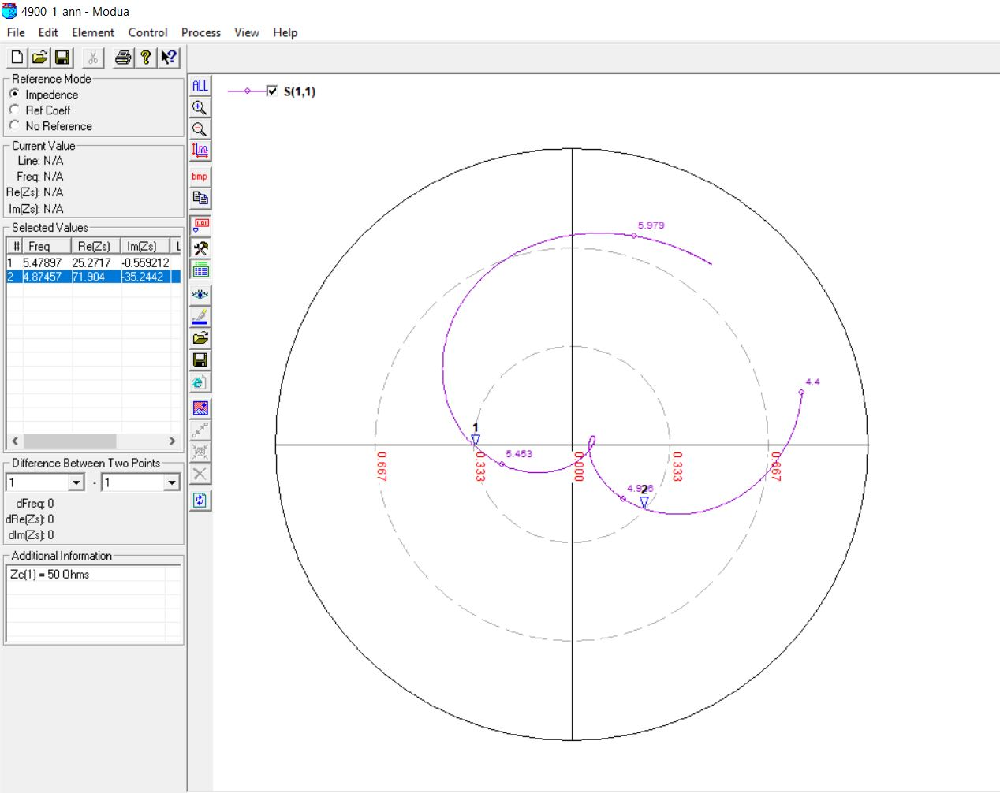 4900_1_ann - Modua
File Edit Element Control Process View Help
Reference Mode
Impedence
Ref Coeff
No Reference
Current Value
Line: N/A
Freq: N/A
Re(Zs): N/A
Im(Zs): N/A
Selected Values
# Freq Re(Zs) Im(Zs) L
1 5.47897 25.2717 -0.559212
2 4.87457 71.904 -35.2442
Difference Between Two Points
1 - 1
dFreq: 0
dRe(Zs): 0
dIm(Zs): 0
Additional Information
Zc(1) = 50 Ohms
ALL
bmp
1.01
S(1,1)
5.979
4.4
1
5.453
2
0.667
0.333
0.000
0.333
0.667